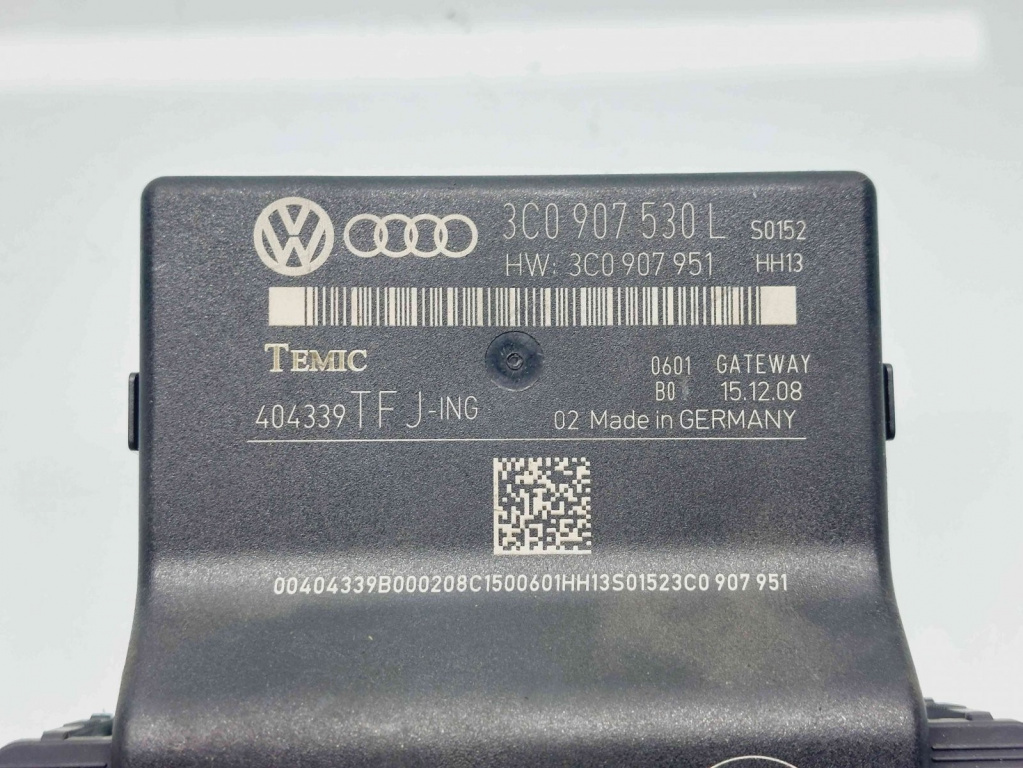 3C0 907 530 L S0152
HW: 3C0 907 951 HH13
TEMIC 0601 GATEWAY
B0 15.12.08
404339 TF J-ING 02 Made in GERMANY
00404339B000208C1500601HH13S01523C0 907 951